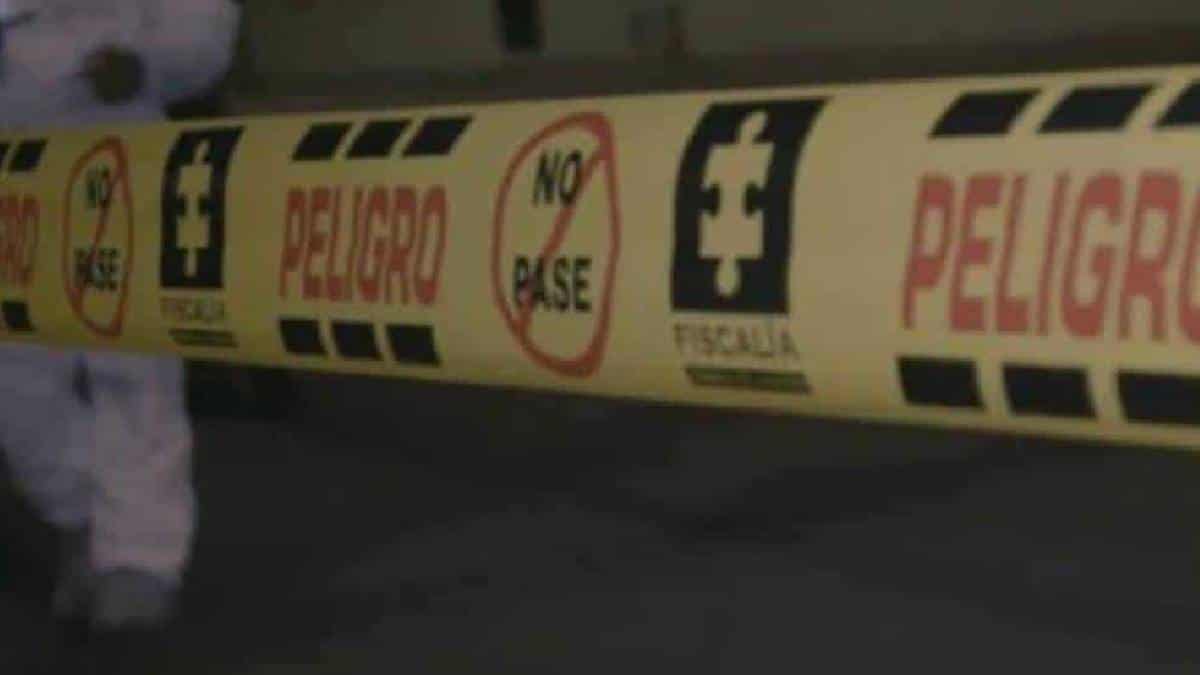 PELIGRO
NO
PASE
FISCALÍA
PELIGRO
NO
PASE
FISCALÍA
PELIGRO